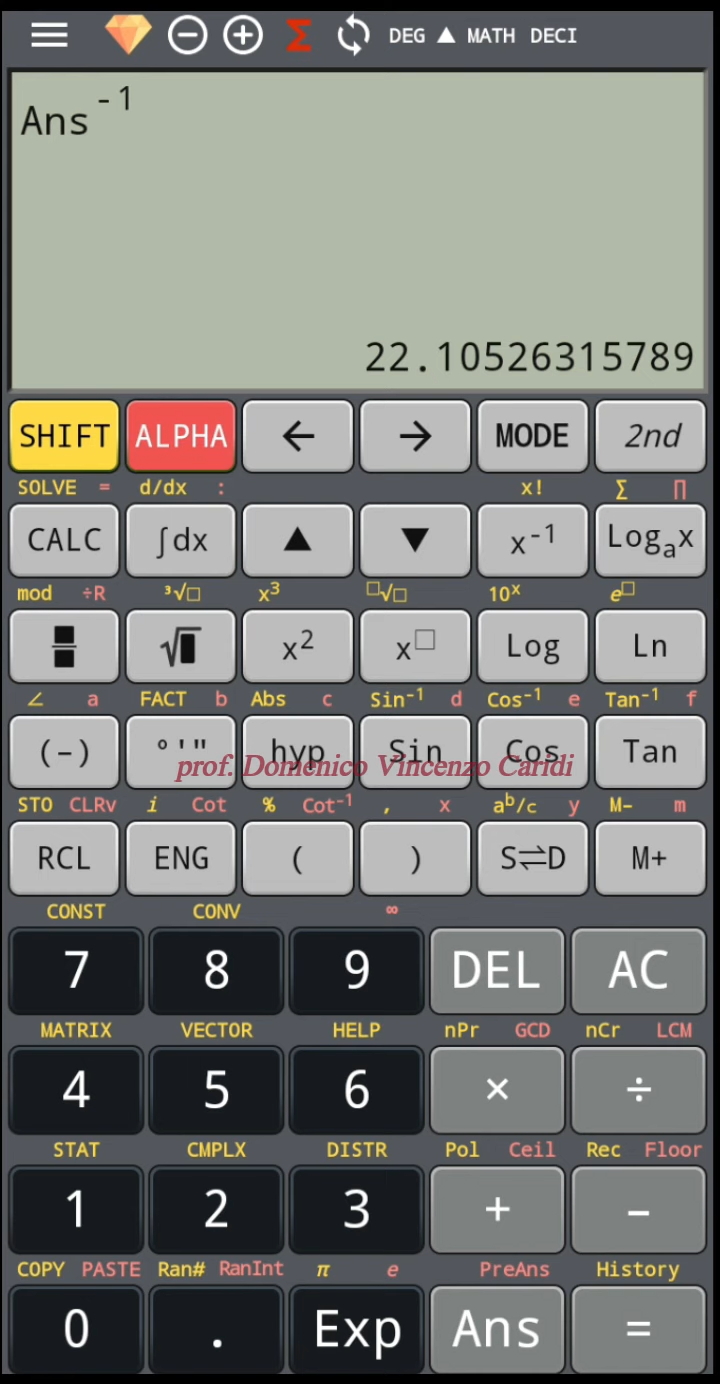 DEG ▲ MATH DECI
Ans⁻¹
22.10526315789
SHIFT ALPHA ← → MODE 2nd
SOLVE = d/dx : x! ∑ ∏
CALC ∫dx ▲ ▼ x⁻¹ Logₐx
mod ÷R ³√□ x³ □√□ 10ˣ e□
√ x² x□ Log Ln
∠ a FACT b Abs c Sin⁻¹ d Cos⁻¹ e Tan⁻¹ f
(−) °'" hyp Sin Cos Tan
prof. Domenico Vincenzo Caridi
STO CLRv i Cot % Cot⁻¹ , x aᵇ/c y M− m
RCL ENG ( ) S⇌D M+
CONST CONV ∞
7 8 9 DEL AC
MATRIX VECTOR HELP nPr GCD nCr LCM
4 5 6 × ÷
STAT CMPLX DISTR Pol Ceil Rec Floor
1 2 3 + −
COPY PASTE Ran# RanInt π e PreAns History
0 . Exp Ans =